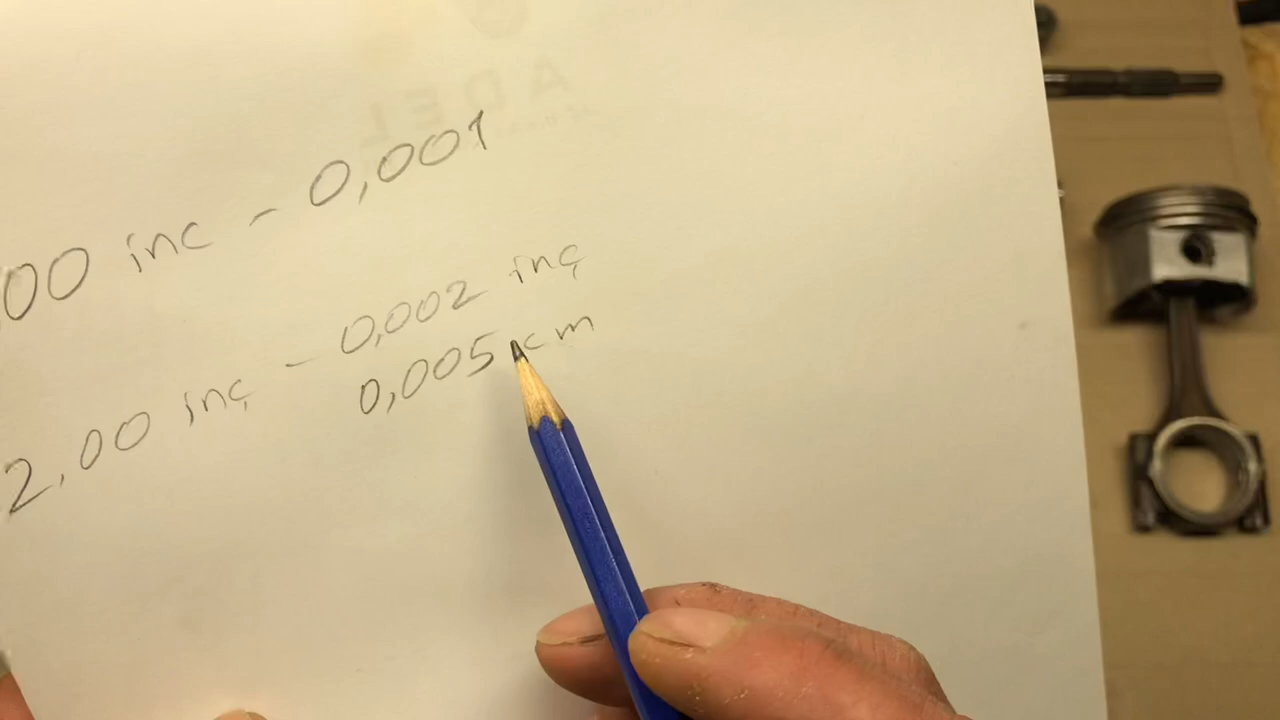 00 inc - 0,001
2,00 inç - 0,002 inç
0,005 cm